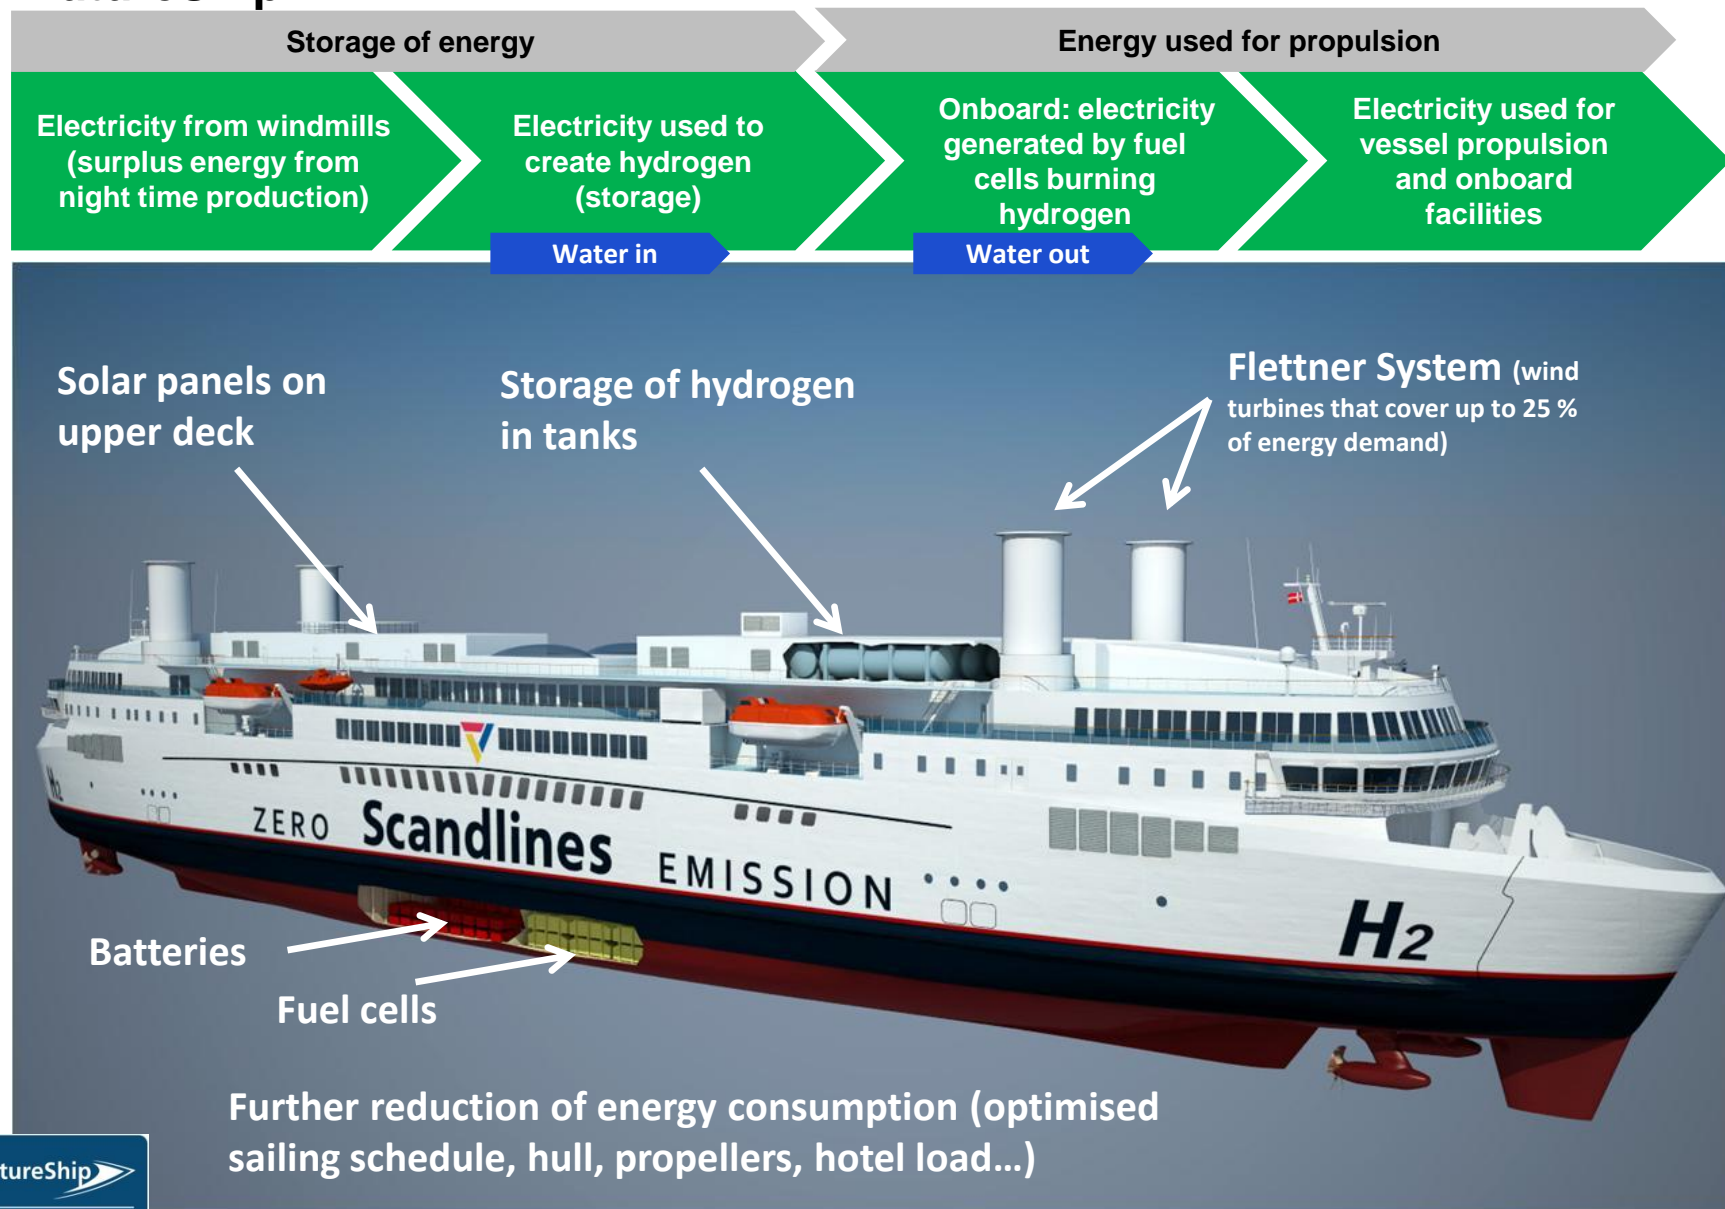 Storage of energy
Energy used for propulsion
Electricity from windmills
(surplus energy from
night time production)
Electricity used to
create hydrogen
(storage)
Onboard: electricity
generated by fuel
cells burning
hydrogen
Electricity used for
vessel propulsion
and onboard
facilities
Water in
Water out
Solar panels on
upper deck
Storage of hydrogen
in tanks
Flettner System (wind
turbines that cover up to 25 %
of energy demand)
H2
ZERO Scandlines EMISSION
H2
Batteries
Fuel cells
Further reduction of energy consumption (optimised
sailing schedule, hull, propellers, hotel load…)
tureShip